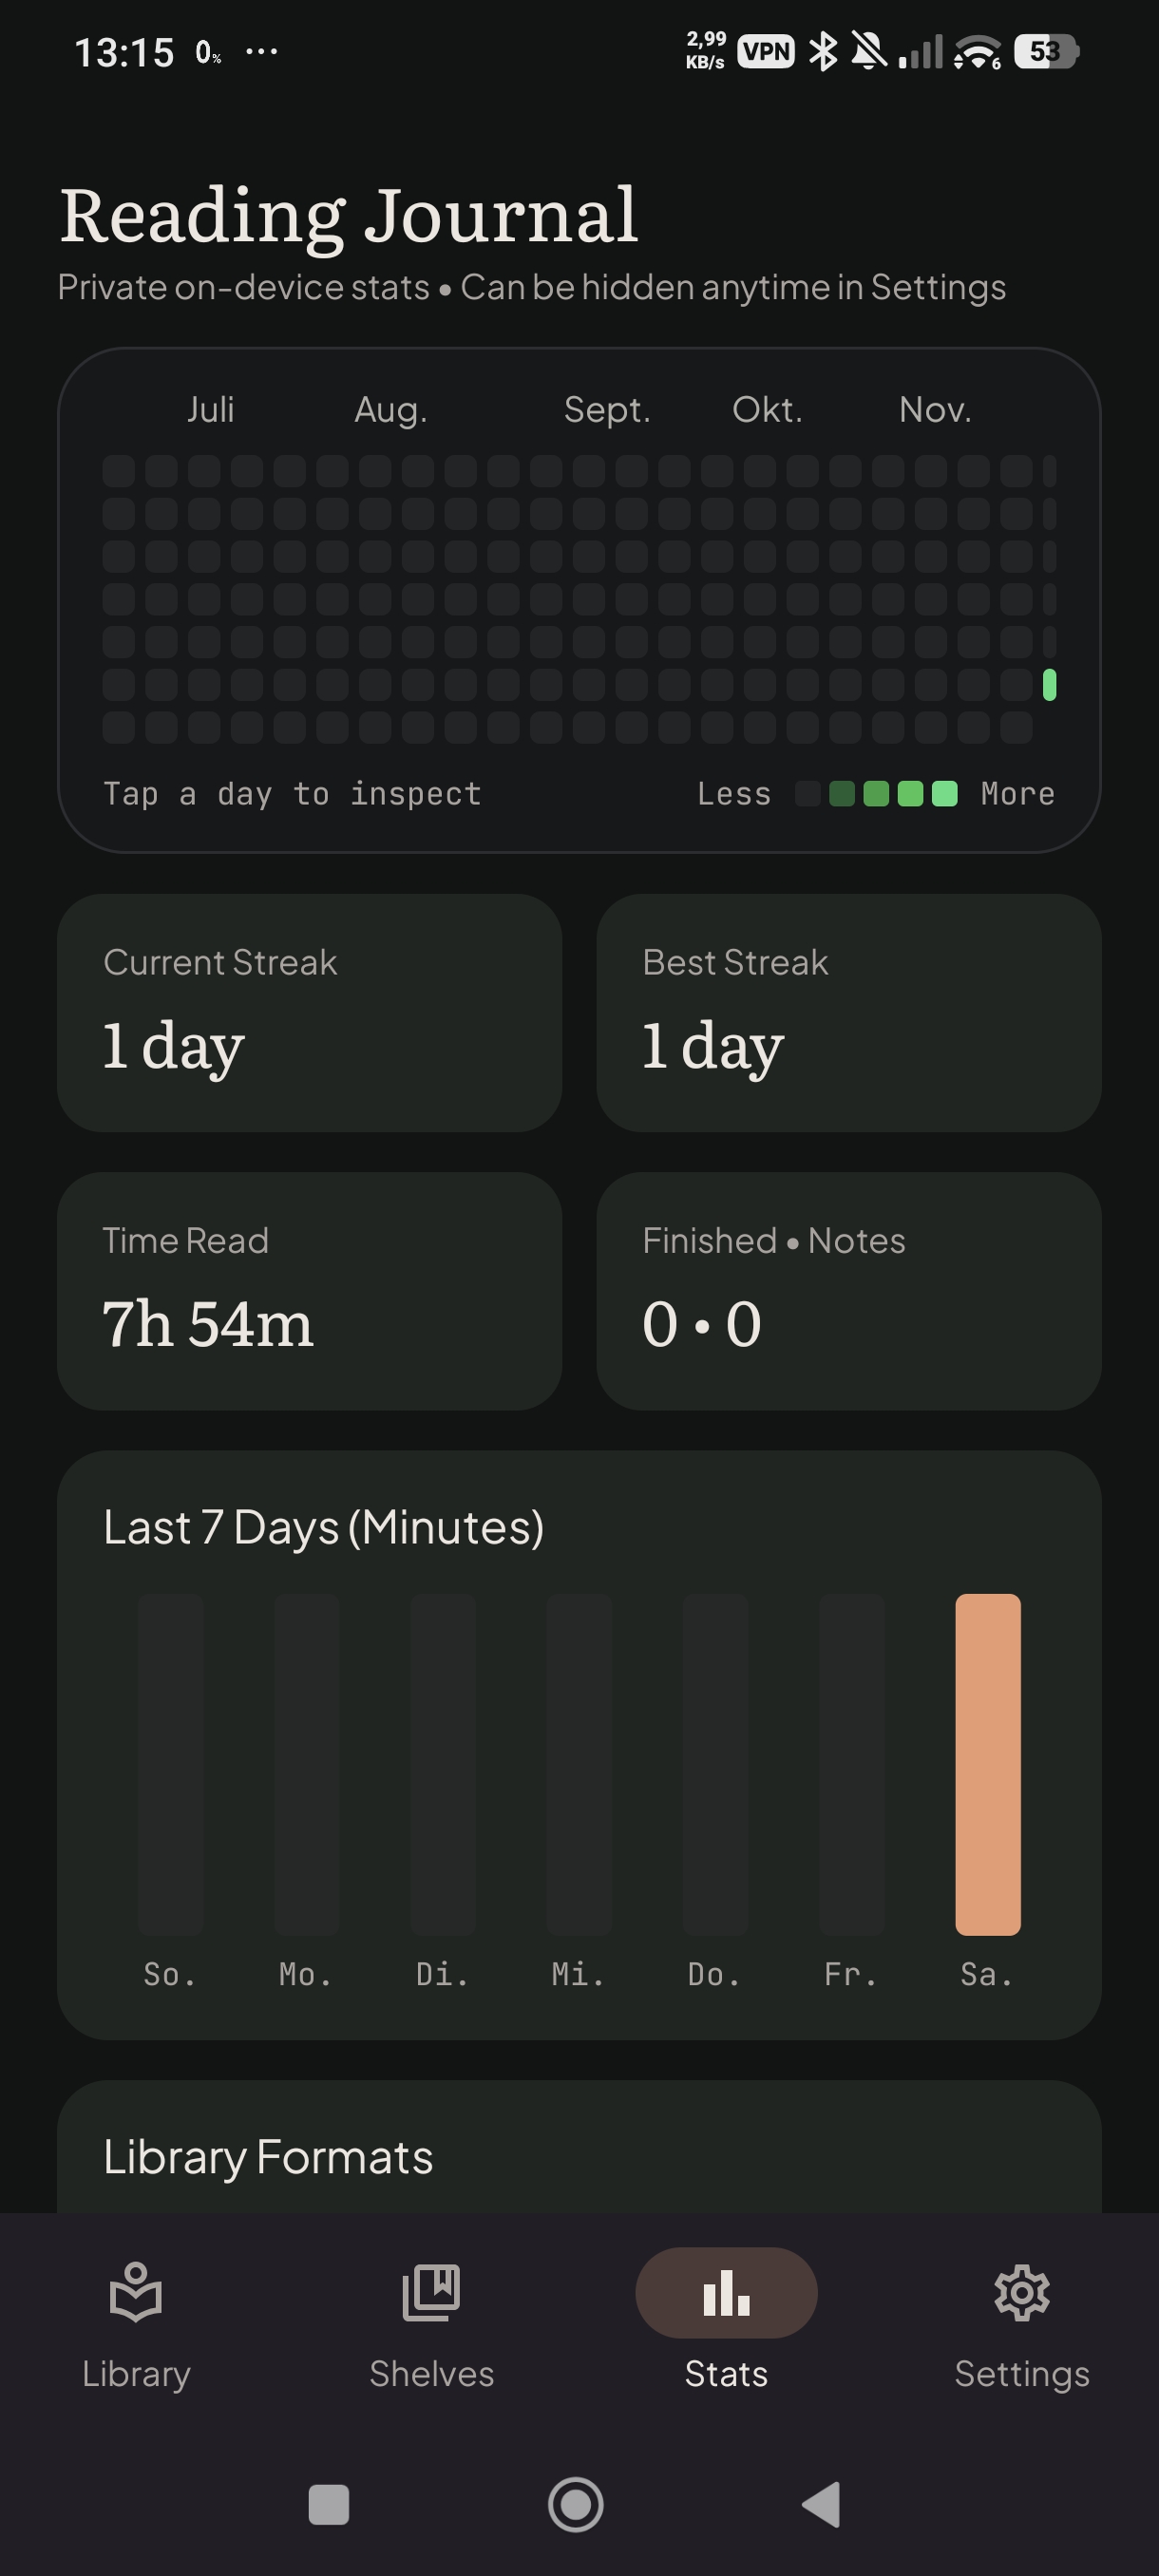 13:15 0% ... 2,99 KB/s VPN 6 53
Reading Journal
Private on-device stats • Can be hidden anytime in Settings
Juli Aug. Sept. Okt. Nov.
Tap a day to inspect Less More
Current Streak Best Streak
1 day 1 day
Time Read Finished • Notes
7h 54m 0 • 0
Last 7 Days (Minutes)
So. Mo. Di. Mi. Do. Fr. Sa.
Library Formats
Library Shelves Stats Settings